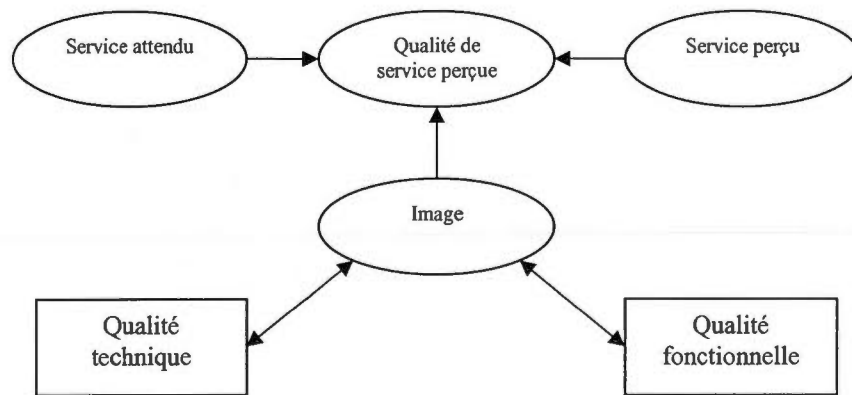 Service attendu
Qualité de
service perçue
Service perçu
Image
Qualité
technique
Qualité
fonctionnelle